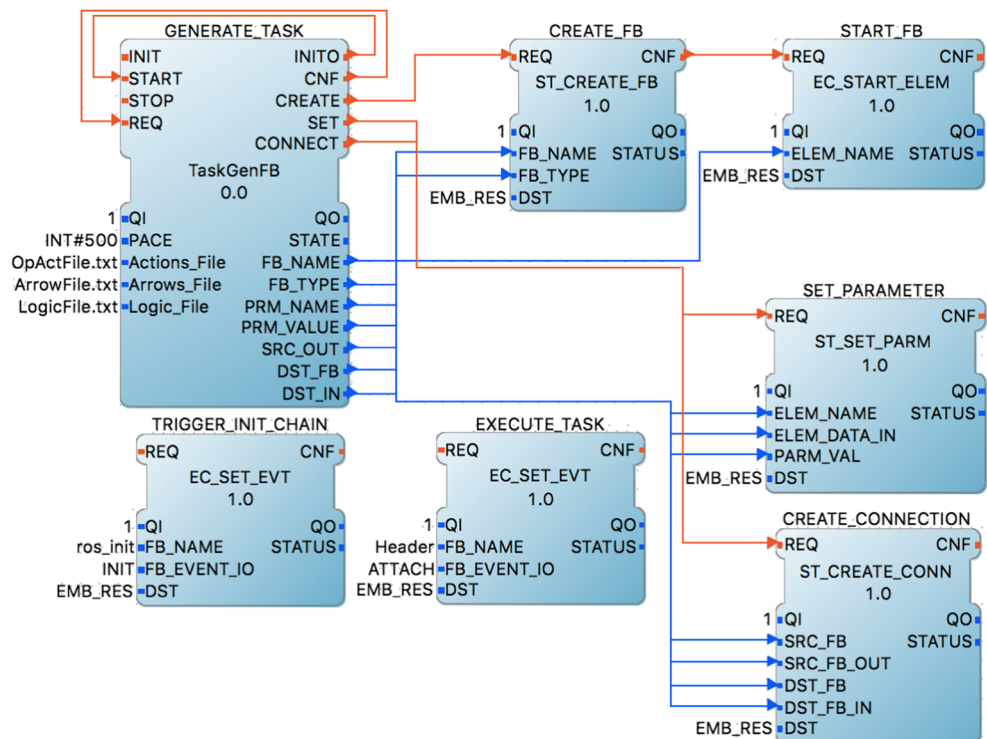 GENERATE_TASK
INIT INITO
START CNF
STOP CREATE
REQ SET
CONNECT
TaskGenFB
0.0
1 QI QO
INT#500 PACE STATE
OpActFile.txt Actions_File FB_NAME
ArrowFile.txt Arrows_File FB_TYPE
LogicFile.txt Logic_File PRM_NAME
PRM_VALUE
SRC_OUT
DST_FB
DST_IN
CREATE_FB
REQ CNF
ST_CREATE_FB
1.0
1 QI QO
FB_NAME STATUS
FB_TYPE
EMB_RES DST
START_FB
REQ CNF
EC_START_ELEM
1.0
1 QI QO
ELEM_NAME STATUS
EMB_RES DST
SET_PARAMETER
REQ CNF
ST_SET_PARM
1.0
1 QI QO
ELEM_NAME STATUS
ELEM_DATA_IN
PARM_VAL
EMB_RES DST
TRIGGER_INIT_CHAIN
REQ CNF
EC_SET_EVT
1.0
1 QI QO
ros_init FB_NAME STATUS
INIT FB_EVENT_IO
EMB_RES DST
EXECUTE_TASK
REQ CNF
EC_SET_EVT
1.0
1 QI QO
Header FB_NAME STATUS
ATTACH FB_EVENT_IO
EMB_RES DST
CREATE_CONNECTION
REQ CNF
ST_CREATE_CONN
1.0
1 QI QO
SRC_FB STATUS
SRC_FB_OUT
DST_FB
DST_FB_IN
EMB_RES DST